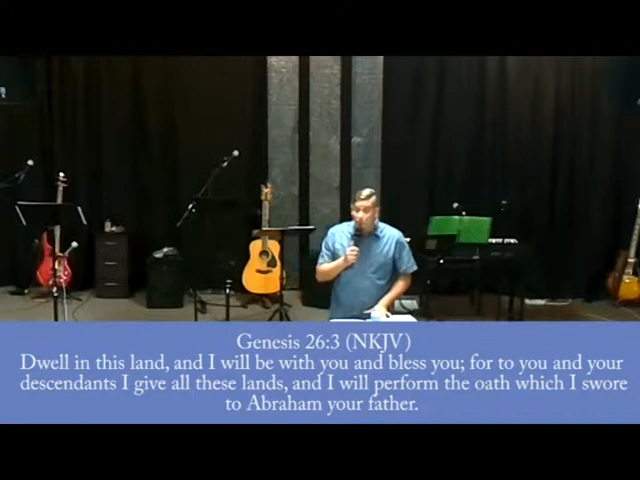 Genesis 26:3 (NKJV)
Dwell in this land, and I will be with you and bless you; for to you and your
descendants I give all these lands, and I will perform the oath which I swore
to Abraham your father.